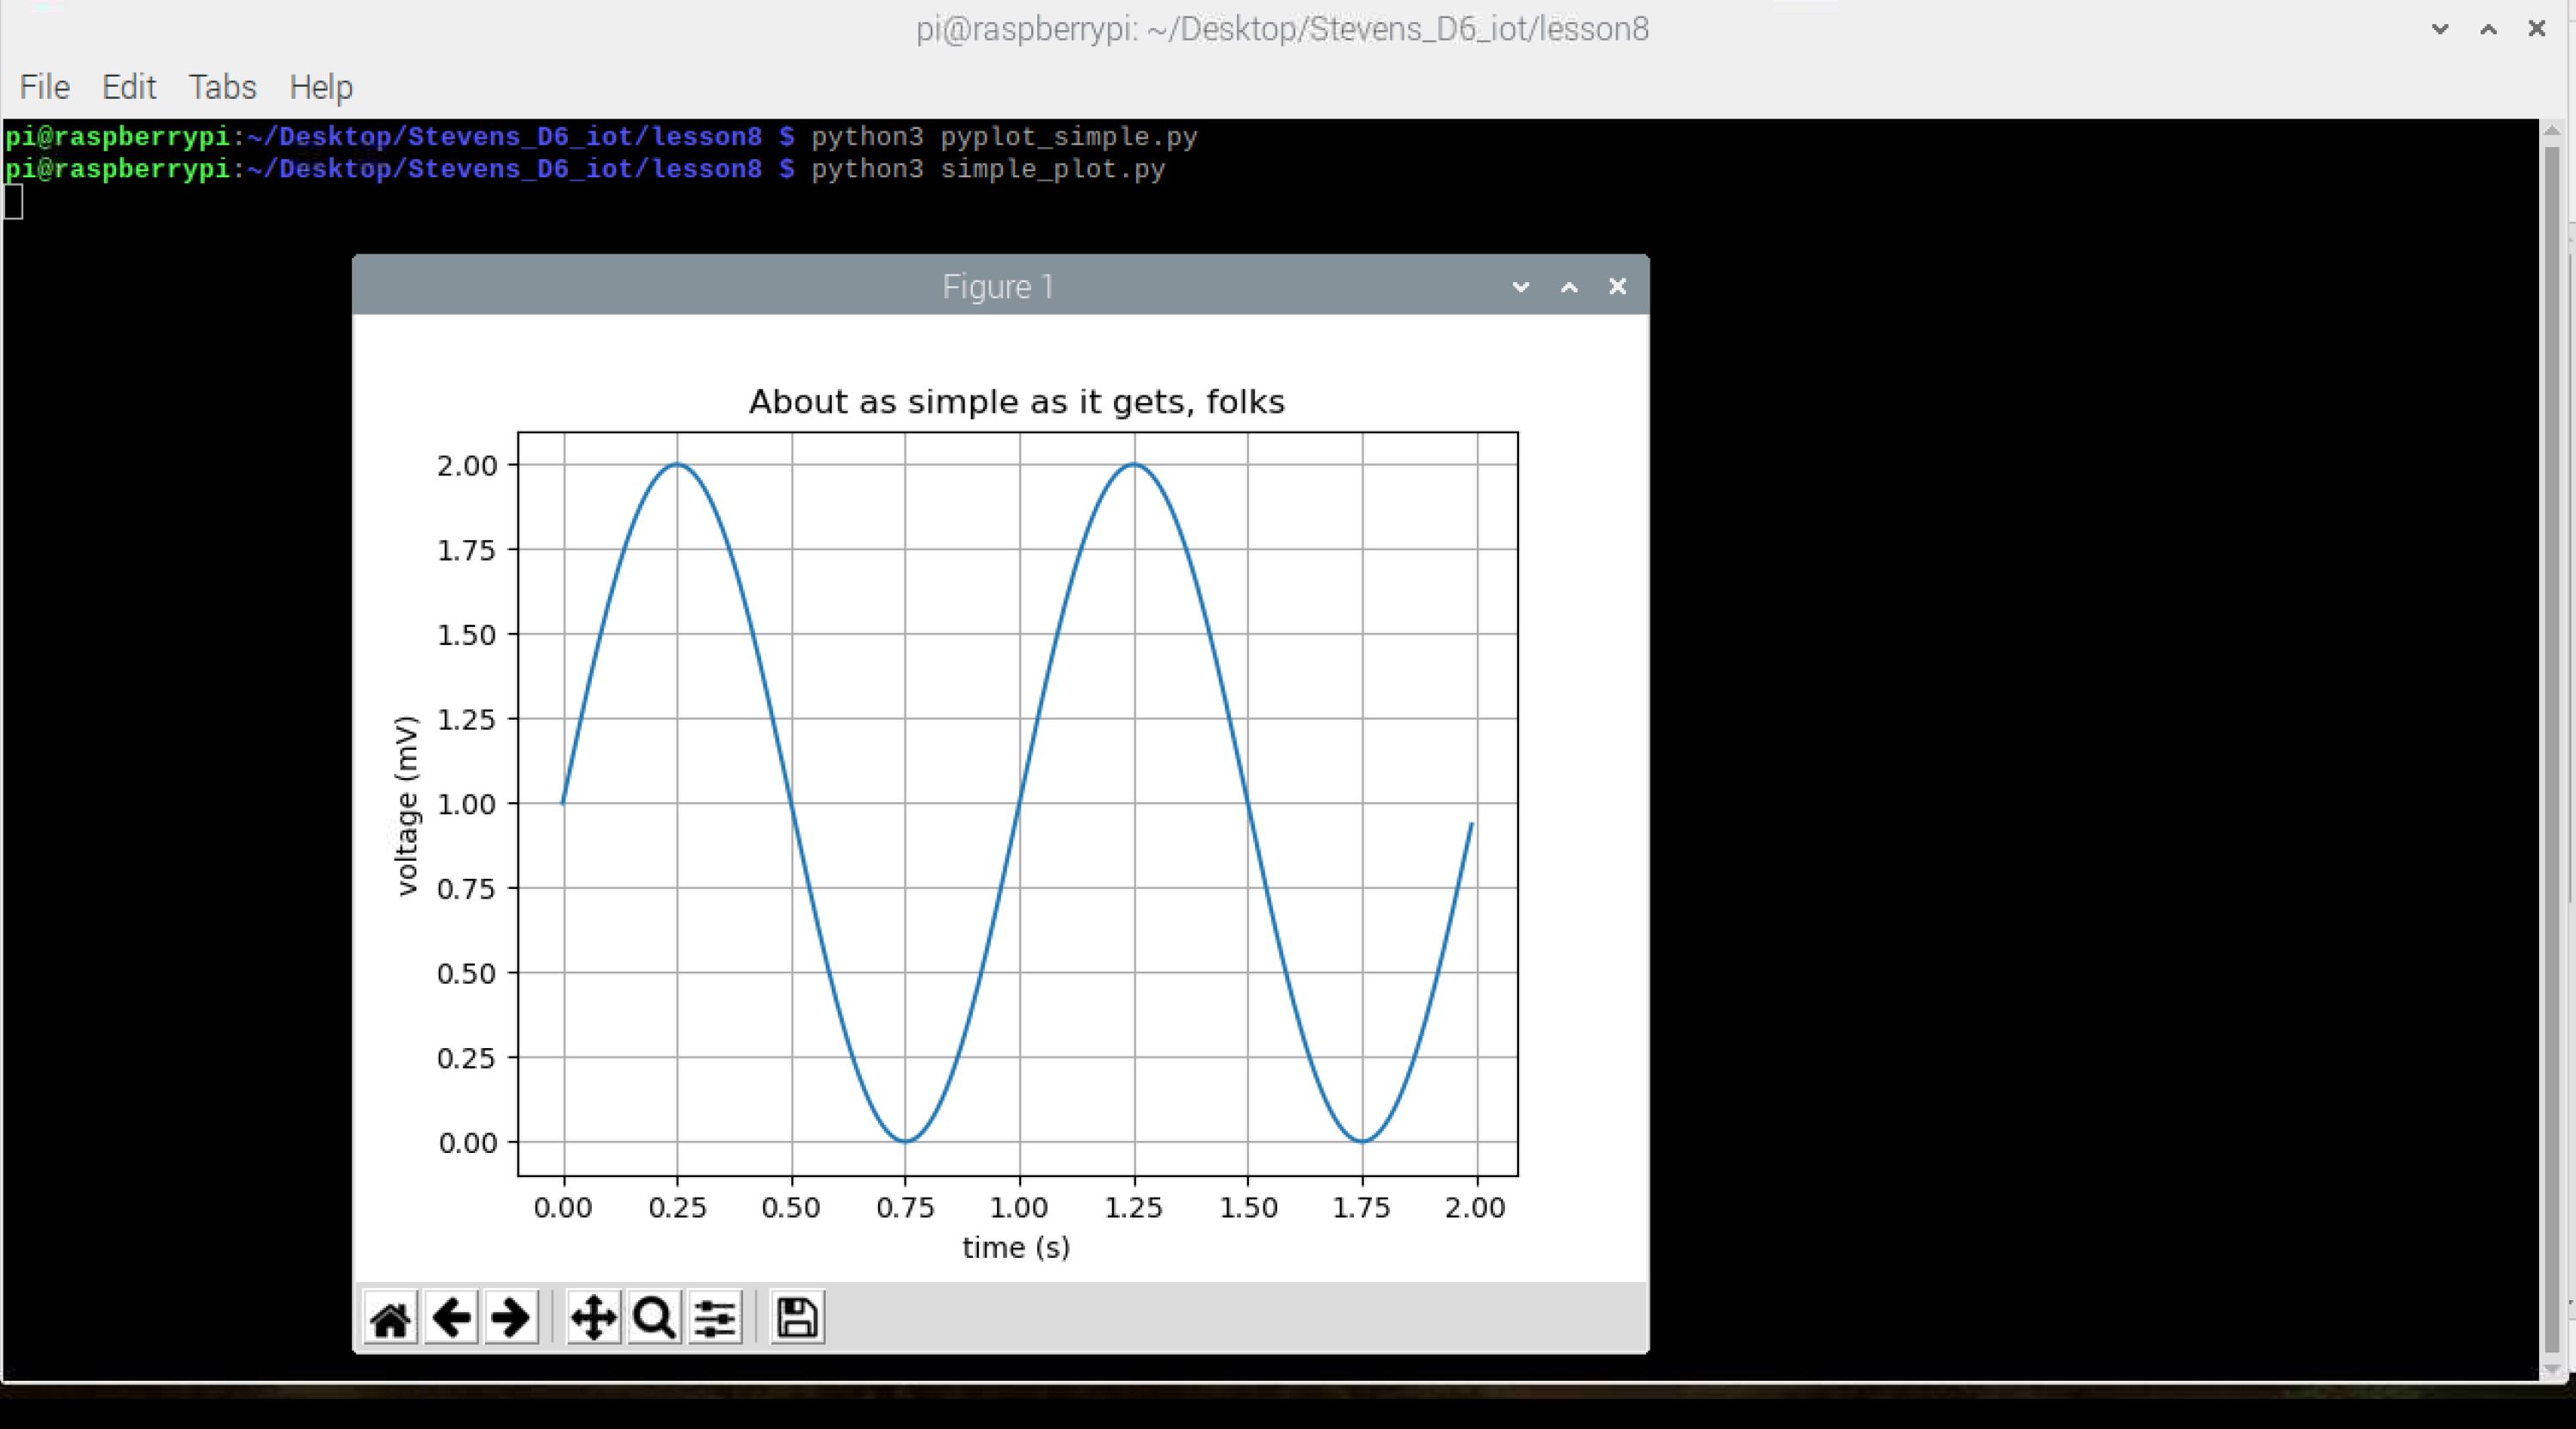 pi@raspberrypi: ~/Desktop/Stevens_D6_iot/lesson8
File Edit Tabs Help
pi@raspberrypi:~/Desktop/Stevens_D6_iot/lesson8 $ python3 pyplot_simple.py
pi@raspberrypi:~/Desktop/Stevens_D6_iot/lesson8 $ python3 simple_plot.py
Figure 1
About as simple as it gets, folks
2.00
1.75
1.50
1.25
1.00
0.75
0.50
0.25
0.00
voltage (mV)
0.00 0.25 0.50 0.75 1.00 1.25 1.50 1.75 2.00
time (s)